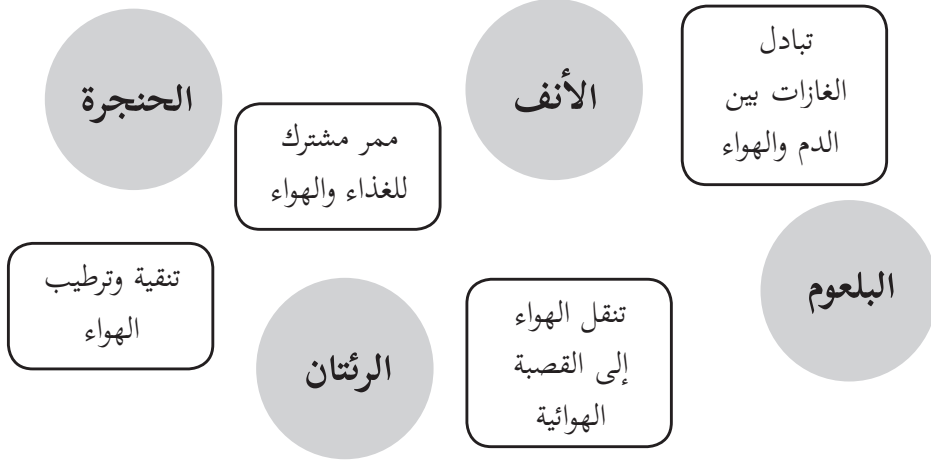 تبادل
الغازات بين
الدم والهواء
الأنف
الحنجرة
ممر مشترك
للغذاء والهواء
البلعوم
تنقية وترطيب
الهواء
تنقل الهواء
إلى القصبة
الهوائية
الرئتان